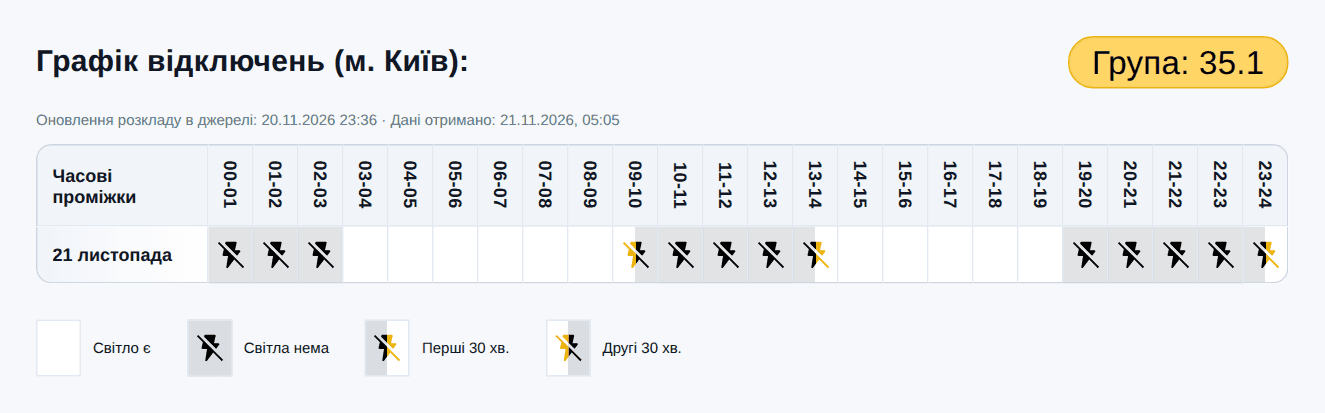 Графік відключень (м. Київ):
Група: 35.1
Оновлення розкладу в джерелі: 20.11.2026 23:36 · Дані отримано: 21.11.2026, 05:05
Часові
проміжки
00-01
01-02
02-03
03-04
04-05
05-06
06-07
07-08
08-09
09-10
10-11
11-12
12-13
13-14
14-15
15-16
16-17
17-18
18-19
19-20
20-21
21-22
22-23
23-24
21 листопада
Світло є
Світла нема
Перші 30 хв.
Другі 30 хв.